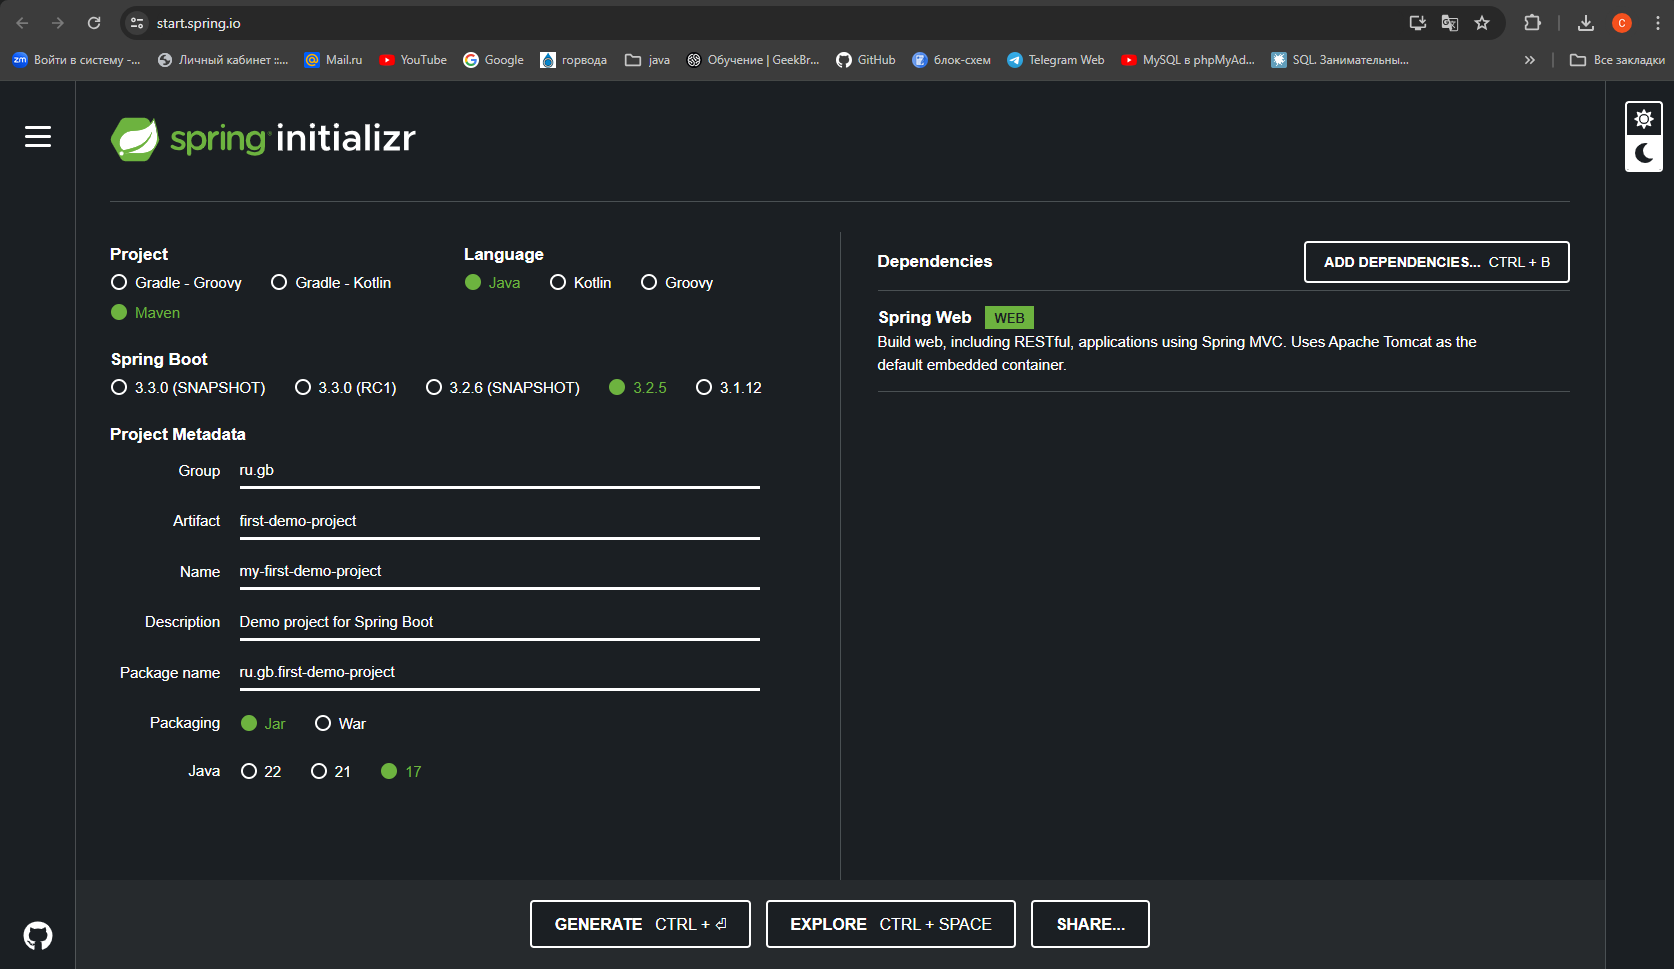 start.spring.io
Войти в систему -... Личный кабинет ::... Mail.ru YouTube Google горвода java Обучение | GeekBr... GitHub блок-схем Telegram Web MySQL в phpMyAd... SQL. Занимательны... » Все закладки
spring initializr
Project
Gradle - Groovy Gradle - Kotlin
Maven
Language
Java Kotlin Groovy
Spring Boot
3.3.0 (SNAPSHOT) 3.3.0 (RC1) 3.2.6 (SNAPSHOT) 3.2.5 3.1.12
Project Metadata
Group ru.gb
Artifact first-demo-project
Name my-first-demo-project
Description Demo project for Spring Boot
Package name ru.gb.first-demo-project
Packaging Jar War
Java 22 21 17
Dependencies
ADD DEPENDENCIES... CTRL + B
Spring Web WEB
Build web, including RESTful, applications using Spring MVC. Uses Apache Tomcat as the
default embedded container.
GENERATE CTRL + ⏎
EXPLORE CTRL + SPACE
SHARE...